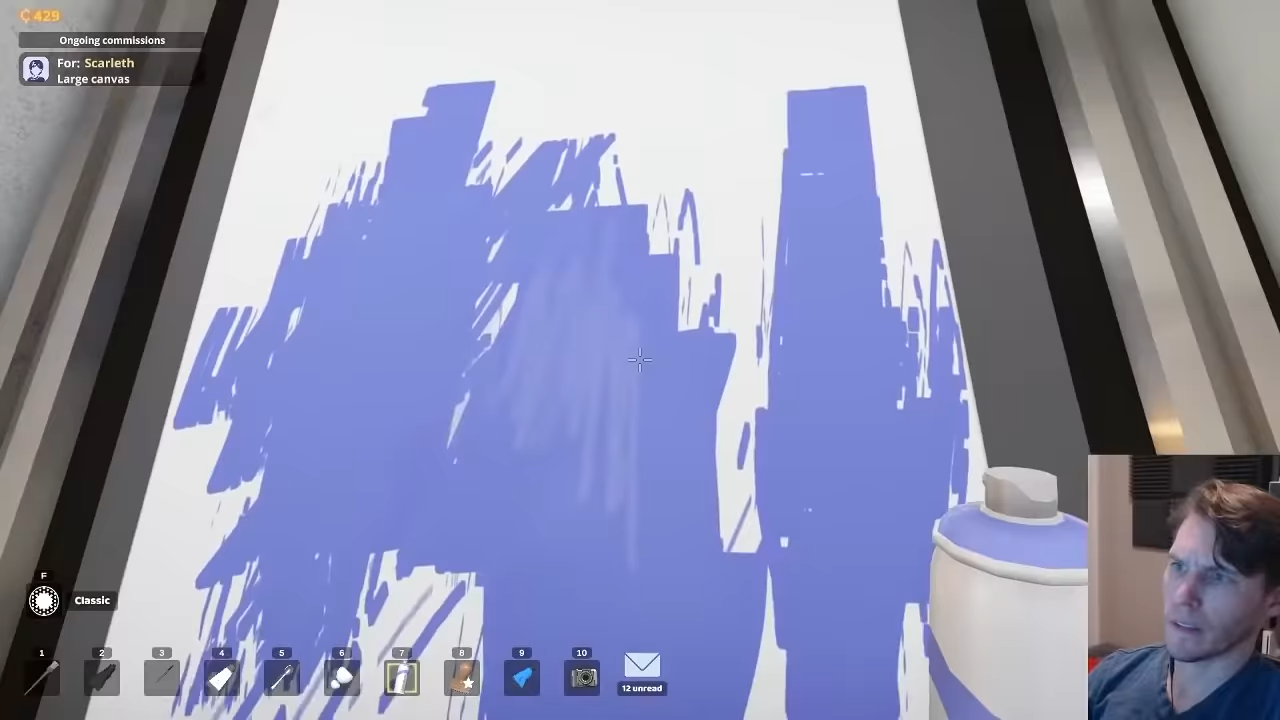 429
Ongoing commissions
For: Scarleth
Large canvas
F
Classic
1 2 3 4 5 6 7 8 9 10
12 unread